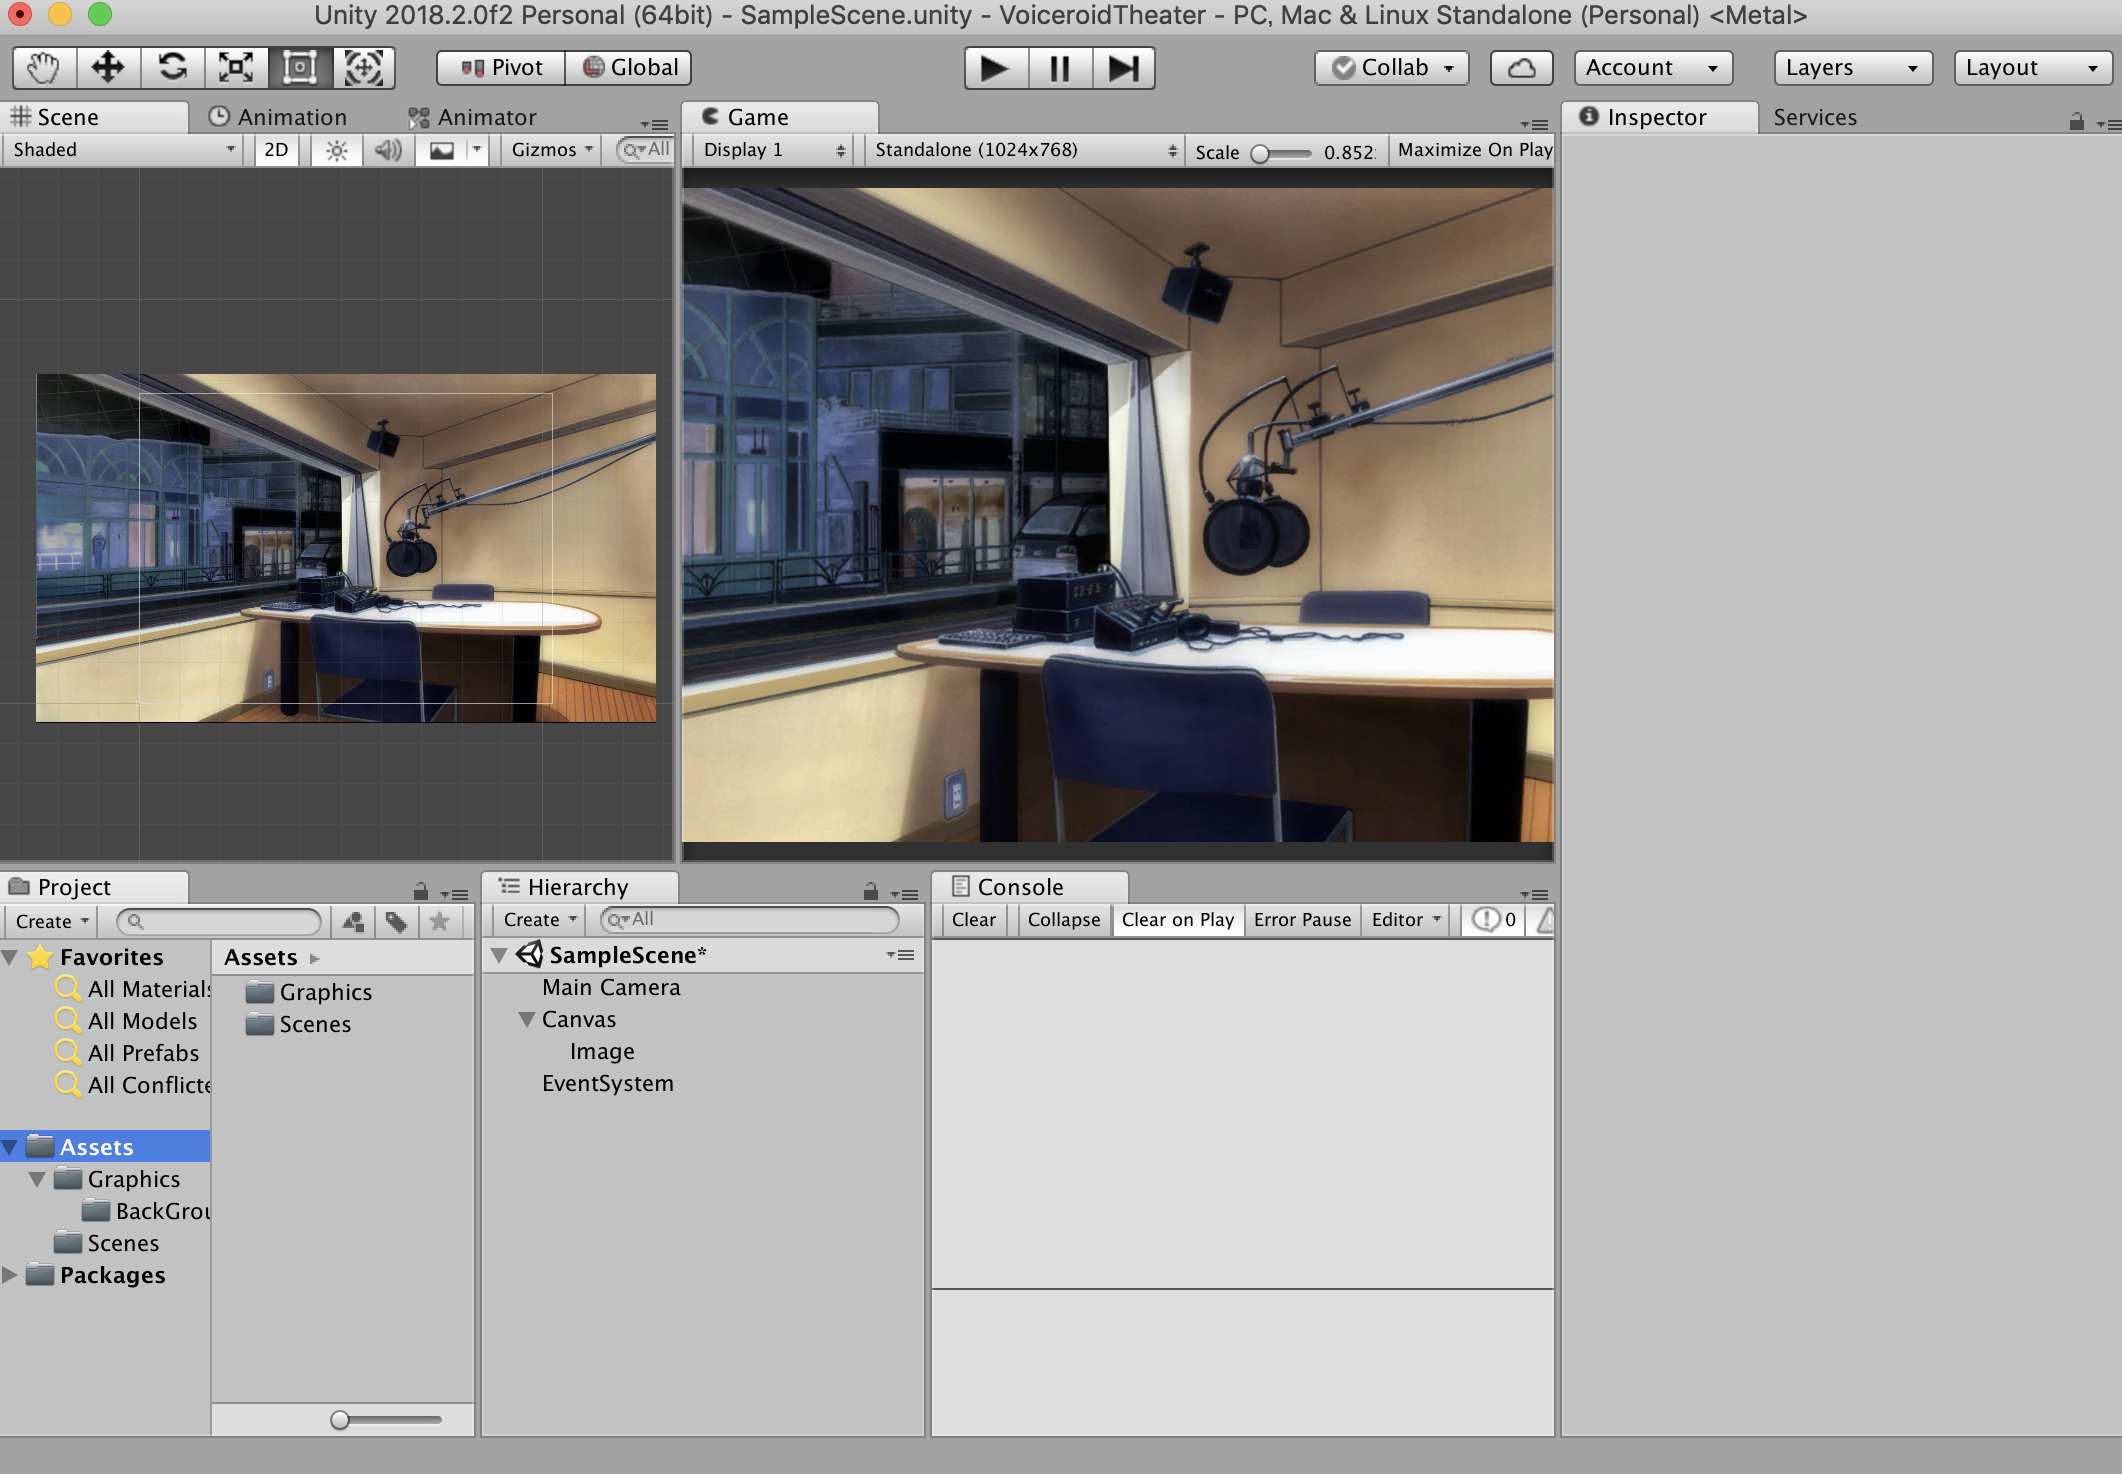 Unity 2018.2.0f2 Personal (64bit) - SampleScene.unity - VoiceroidTheater - PC, Mac & Linux Standalone (Personal) <Metal>
Pivot Global Collab Account Layers Layout
Scene Animation Animator
Shaded 2D Gizmos All
Game
Display 1 Standalone (1024x768) Scale 0.852 Maximize On Play
Inspector Services
Project
Create
Favorites
All Materials
All Models
All Prefabs
All Conflicte
Assets
Graphics
BackGrou
Scenes
Packages
Assets
Graphics
Scenes
Hierarchy
Create All
SampleScene*
Main Camera
Canvas
Image
EventSystem
Console
Clear Collapse Clear on Play Error Pause Editor 0